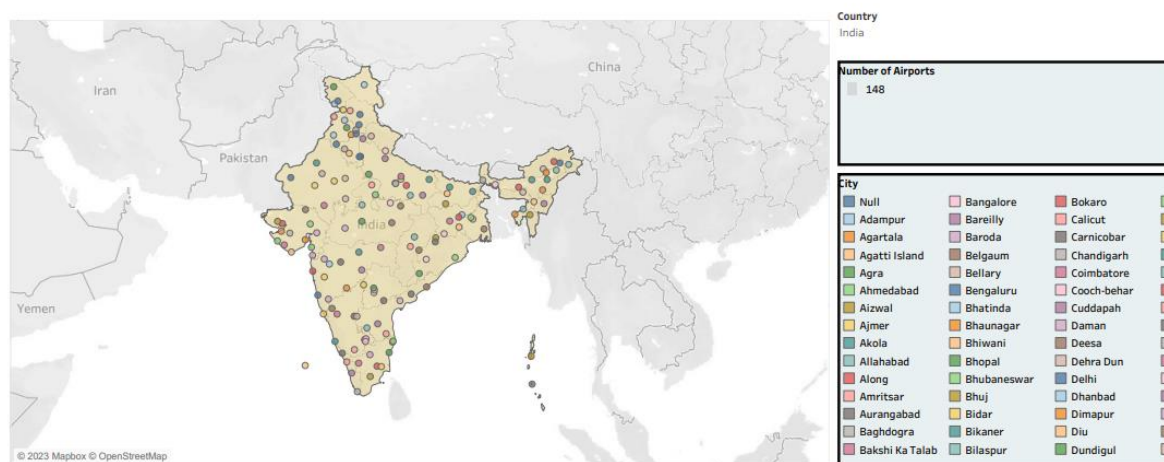 Country
India
Number of Airports
148
City
Null
Adampur
Agartala
Agatti Island
Agra
Ahmedabad
Aizwal
Ajmer
Akola
Allahabad
Along
Amritsar
Aurangabad
Baghdogra
Bakshi Ka Talab
Bangalore
Bareilly
Baroda
Belgaum
Bellary
Bengaluru
Bhatinda
Bhaunagar
Bhiwani
Bhopal
Bhubaneswar
Bhuj
Bidar
Bikaner
Bilaspur
Bokaro
Calicut
Carnicobar
Chandigarh
Coimbatore
Cooch-behar
Cuddapah
Daman
Deesa
Dehra Dun
Delhi
Dhanbad
Dimapur
Diu
Dundigul
Iran
China
Pakistan
India
Yemen
© 2023 Mapbox © OpenStreetMap